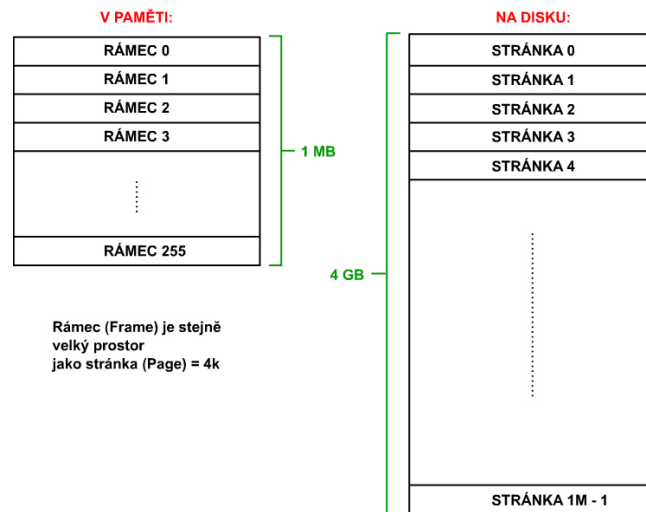 V PAMĚTI:
RÁMEC 0
RÁMEC 1
RÁMEC 2
RÁMEC 3
RÁMEC 255
1 MB
Rámec (Frame) je stejně
velký prostor
jako stránka (Page) = 4k
NA DISKU:
STRÁNKA 0
STRÁNKA 1
STRÁNKA 2
STRÁNKA 3
STRÁNKA 4
4 GB
STRÁNKA 1M - 1